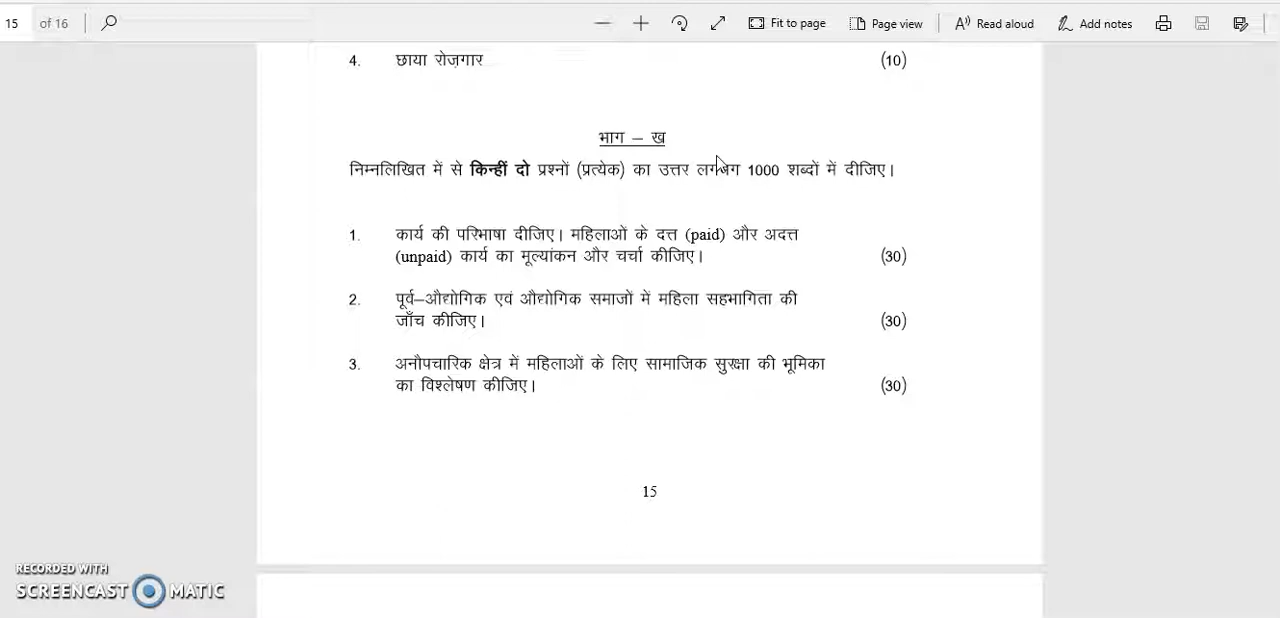 15 of 16 Fit to page Page view Read aloud Add notes
4. छाया रोज़गार (10)
भाग – ख
निम्नलिखित में से किन्हीं दो प्रश्नों (प्रत्येक) का उत्तर लगभग 1000 शब्दों में दीजिए।
1. कार्य की परिभाषा दीजिए। महिलाओं के दत्त (paid) और अदत्त
(unpaid) कार्य का मूल्यांकन और चर्चा कीजिए। (30)
2. पूर्व–औद्योगिक एवं औद्योगिक समाजों में महिला सहभागिता की
जाँच कीजिए। (30)
3. अनौपचारिक क्षेत्र में महिलाओं के लिए सामाजिक सुरक्षा की भूमिका
का विश्लेषण कीजिए। (30)
15
RECORDED WITH
SCREENCAST MATIC